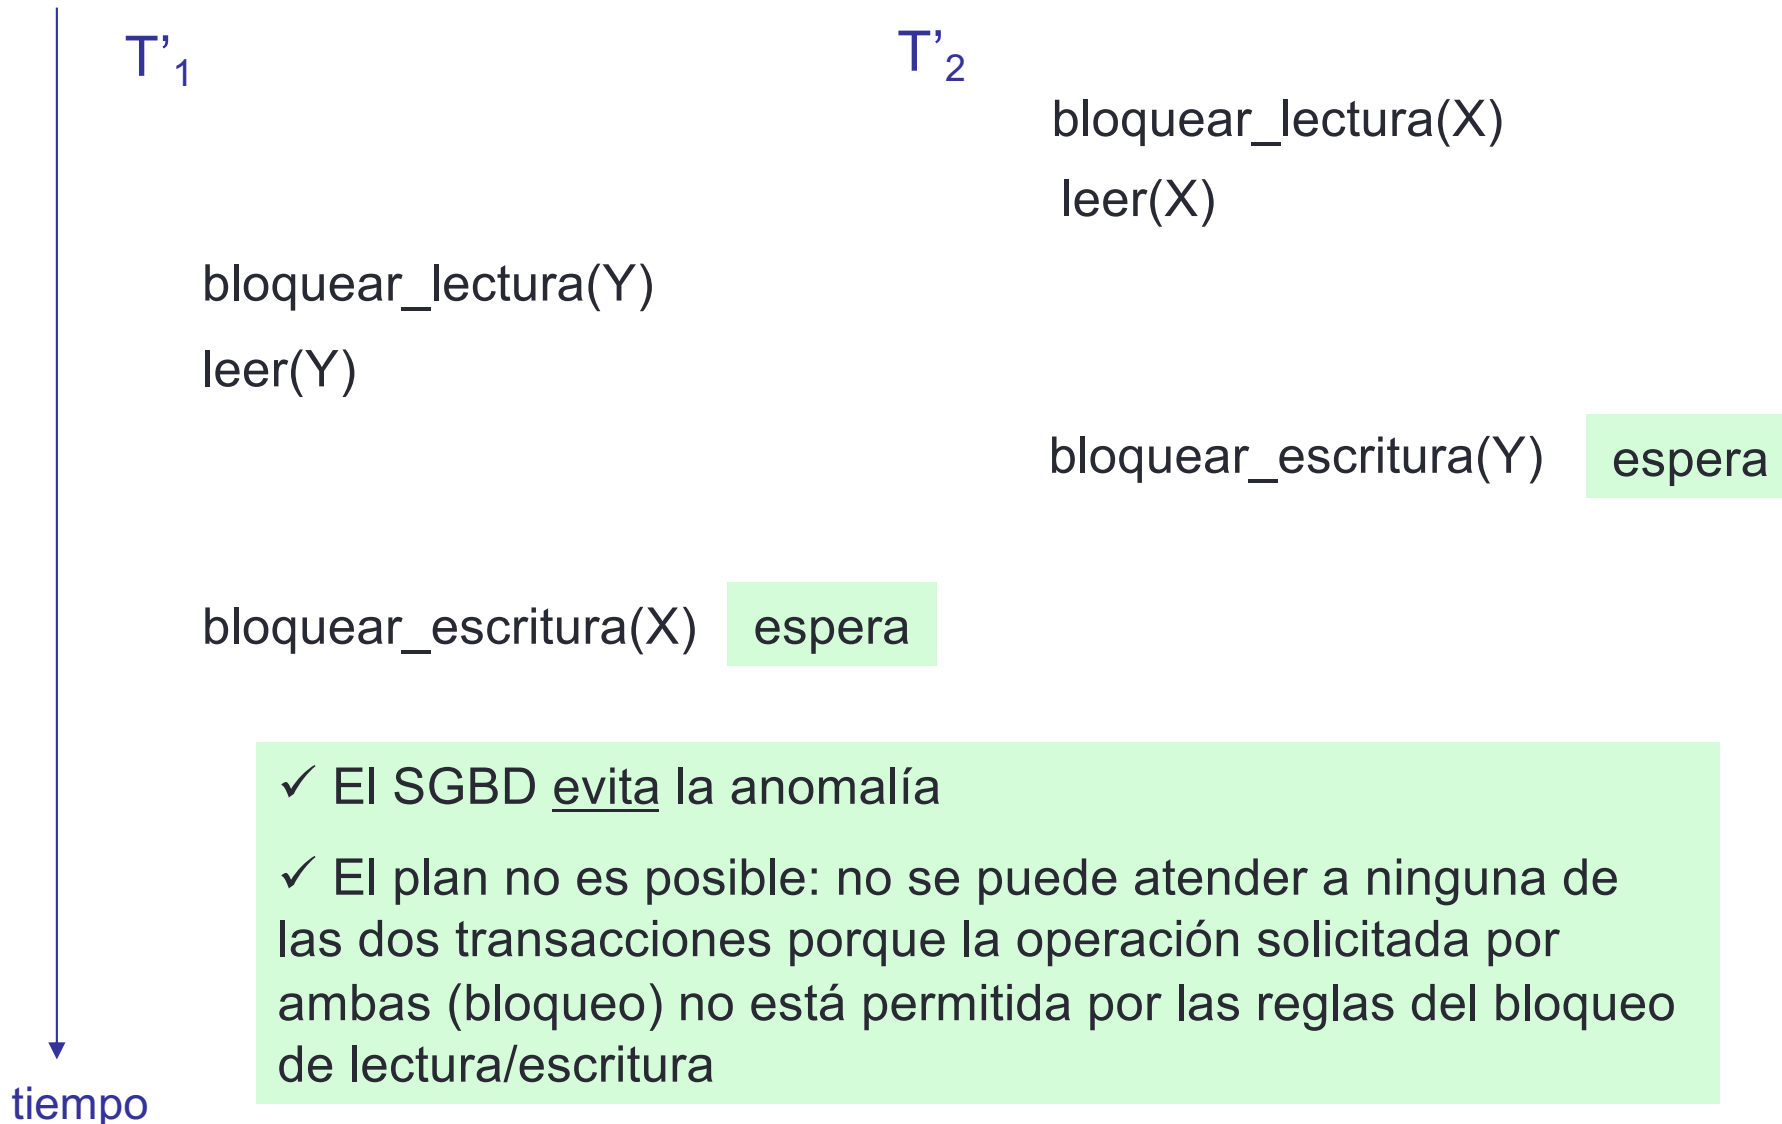 T’1 T’2
bloquear_lectura(X)
leer(X)
bloquear_lectura(Y)
leer(Y)
bloquear_escritura(Y) espera
bloquear_escritura(X) espera
✓ El SGBD evita la anomalía
✓ El plan no es posible: no se puede atender a ninguna de
las dos transacciones porque la operación solicitada por
ambas (bloqueo) no está permitida por las reglas del bloqueo
de lectura/escritura
tiempo